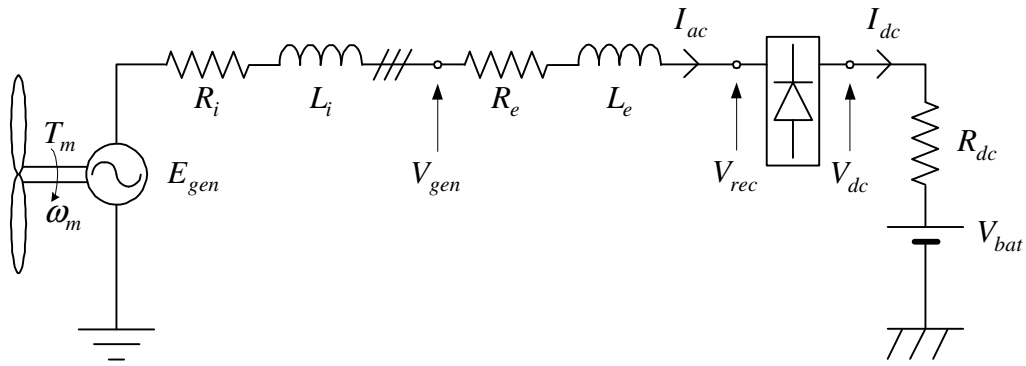 I_ac
I_dc
R_i
L_i
R_e
L_e
T_m
ω_m
E_gen
V_gen
V_rec
V_dc
R_dc
V_bat